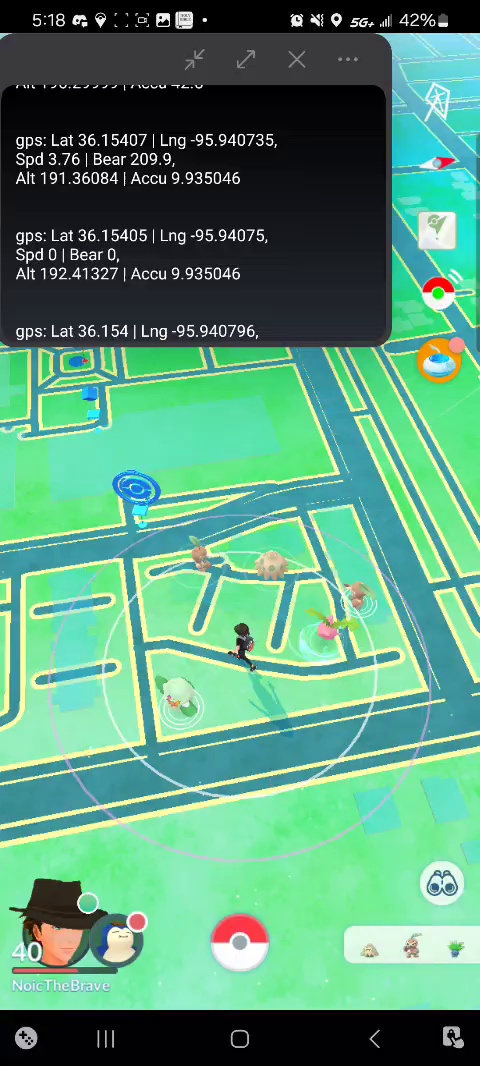 5:18
5G+ 42%
Alt 190.29999 | Accu 42.6
gps: Lat 36.15407 | Lng -95.940735,
Spd 3.76 | Bear 209.9,
Alt 191.36084 | Accu 9.935046
gps: Lat 36.15405 | Lng -95.94075,
Spd 0 | Bear 0,
Alt 192.41327 | Accu 9.935046
gps: Lat 36.154 | Lng -95.940796,
40
NoicTheBrave